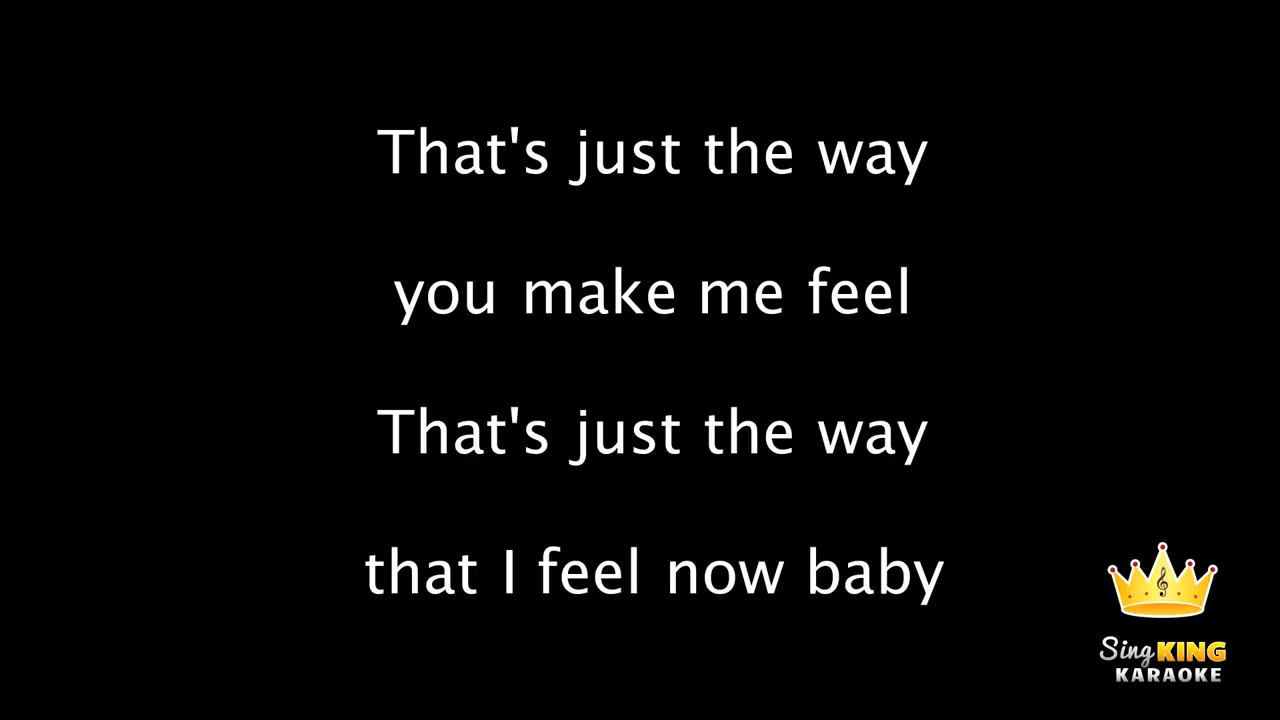 That's just the way
you make me feel
That's just the way
that I feel now baby
Sing KING
KARAOKE